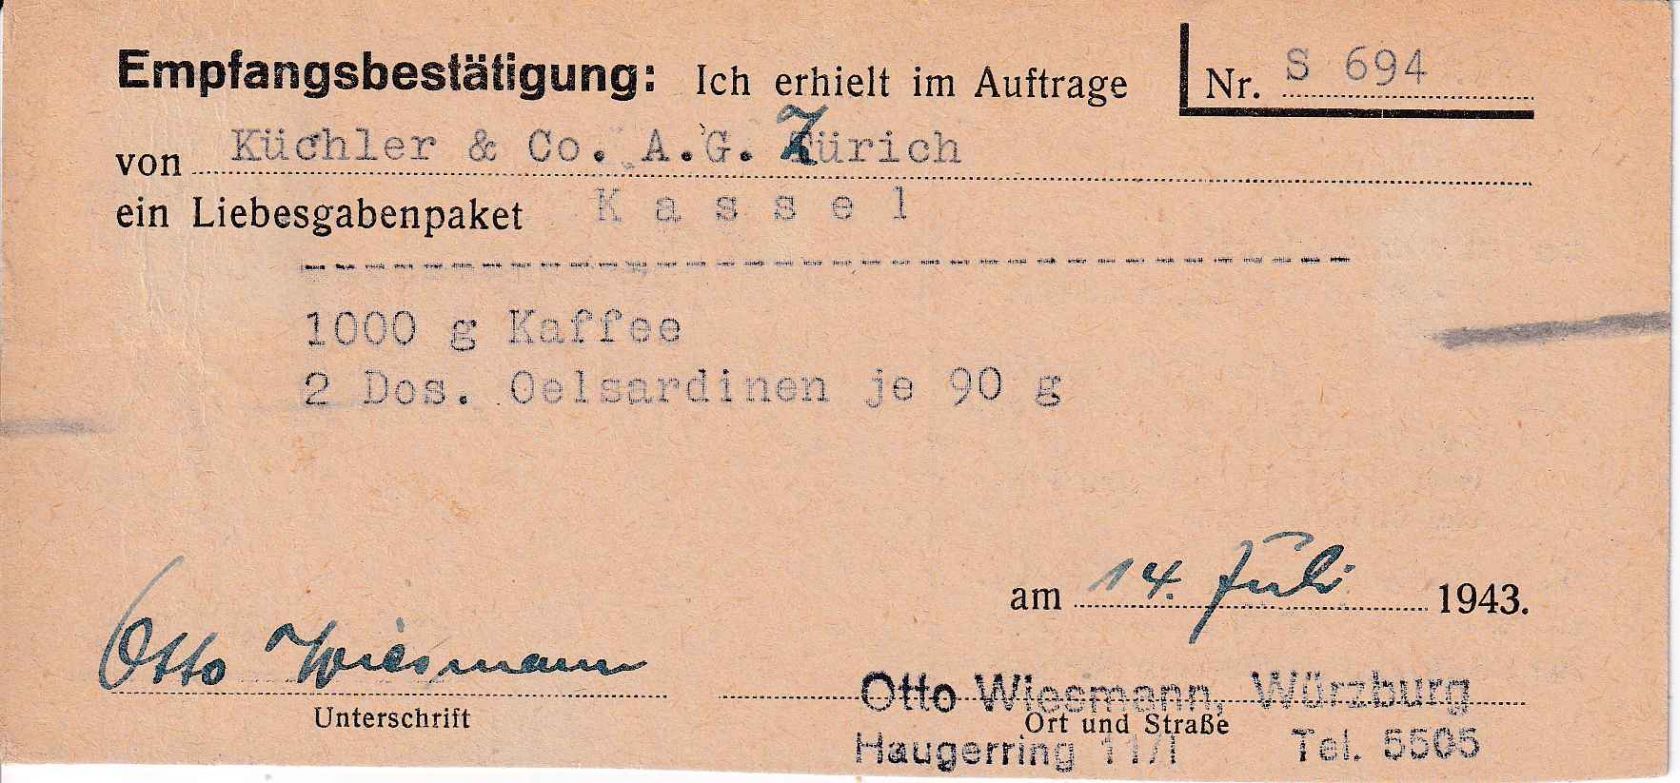 Empfangsbestätigung: Ich erhielt im Auftrage Nr. S 694
von Küchler & Co. A.G. Zürich
ein Liebesgabenpaket K a s s e l
------------------------------------
1000 g Kaffee
2 Dos. Oelsardinen je 90 g
am 14. Juli 1943.
Otto Wiesmann
Unterschrift
Otto Wiesmann, Würzburg
Ort und Straße
Haugerring 11/I Tel. 5505